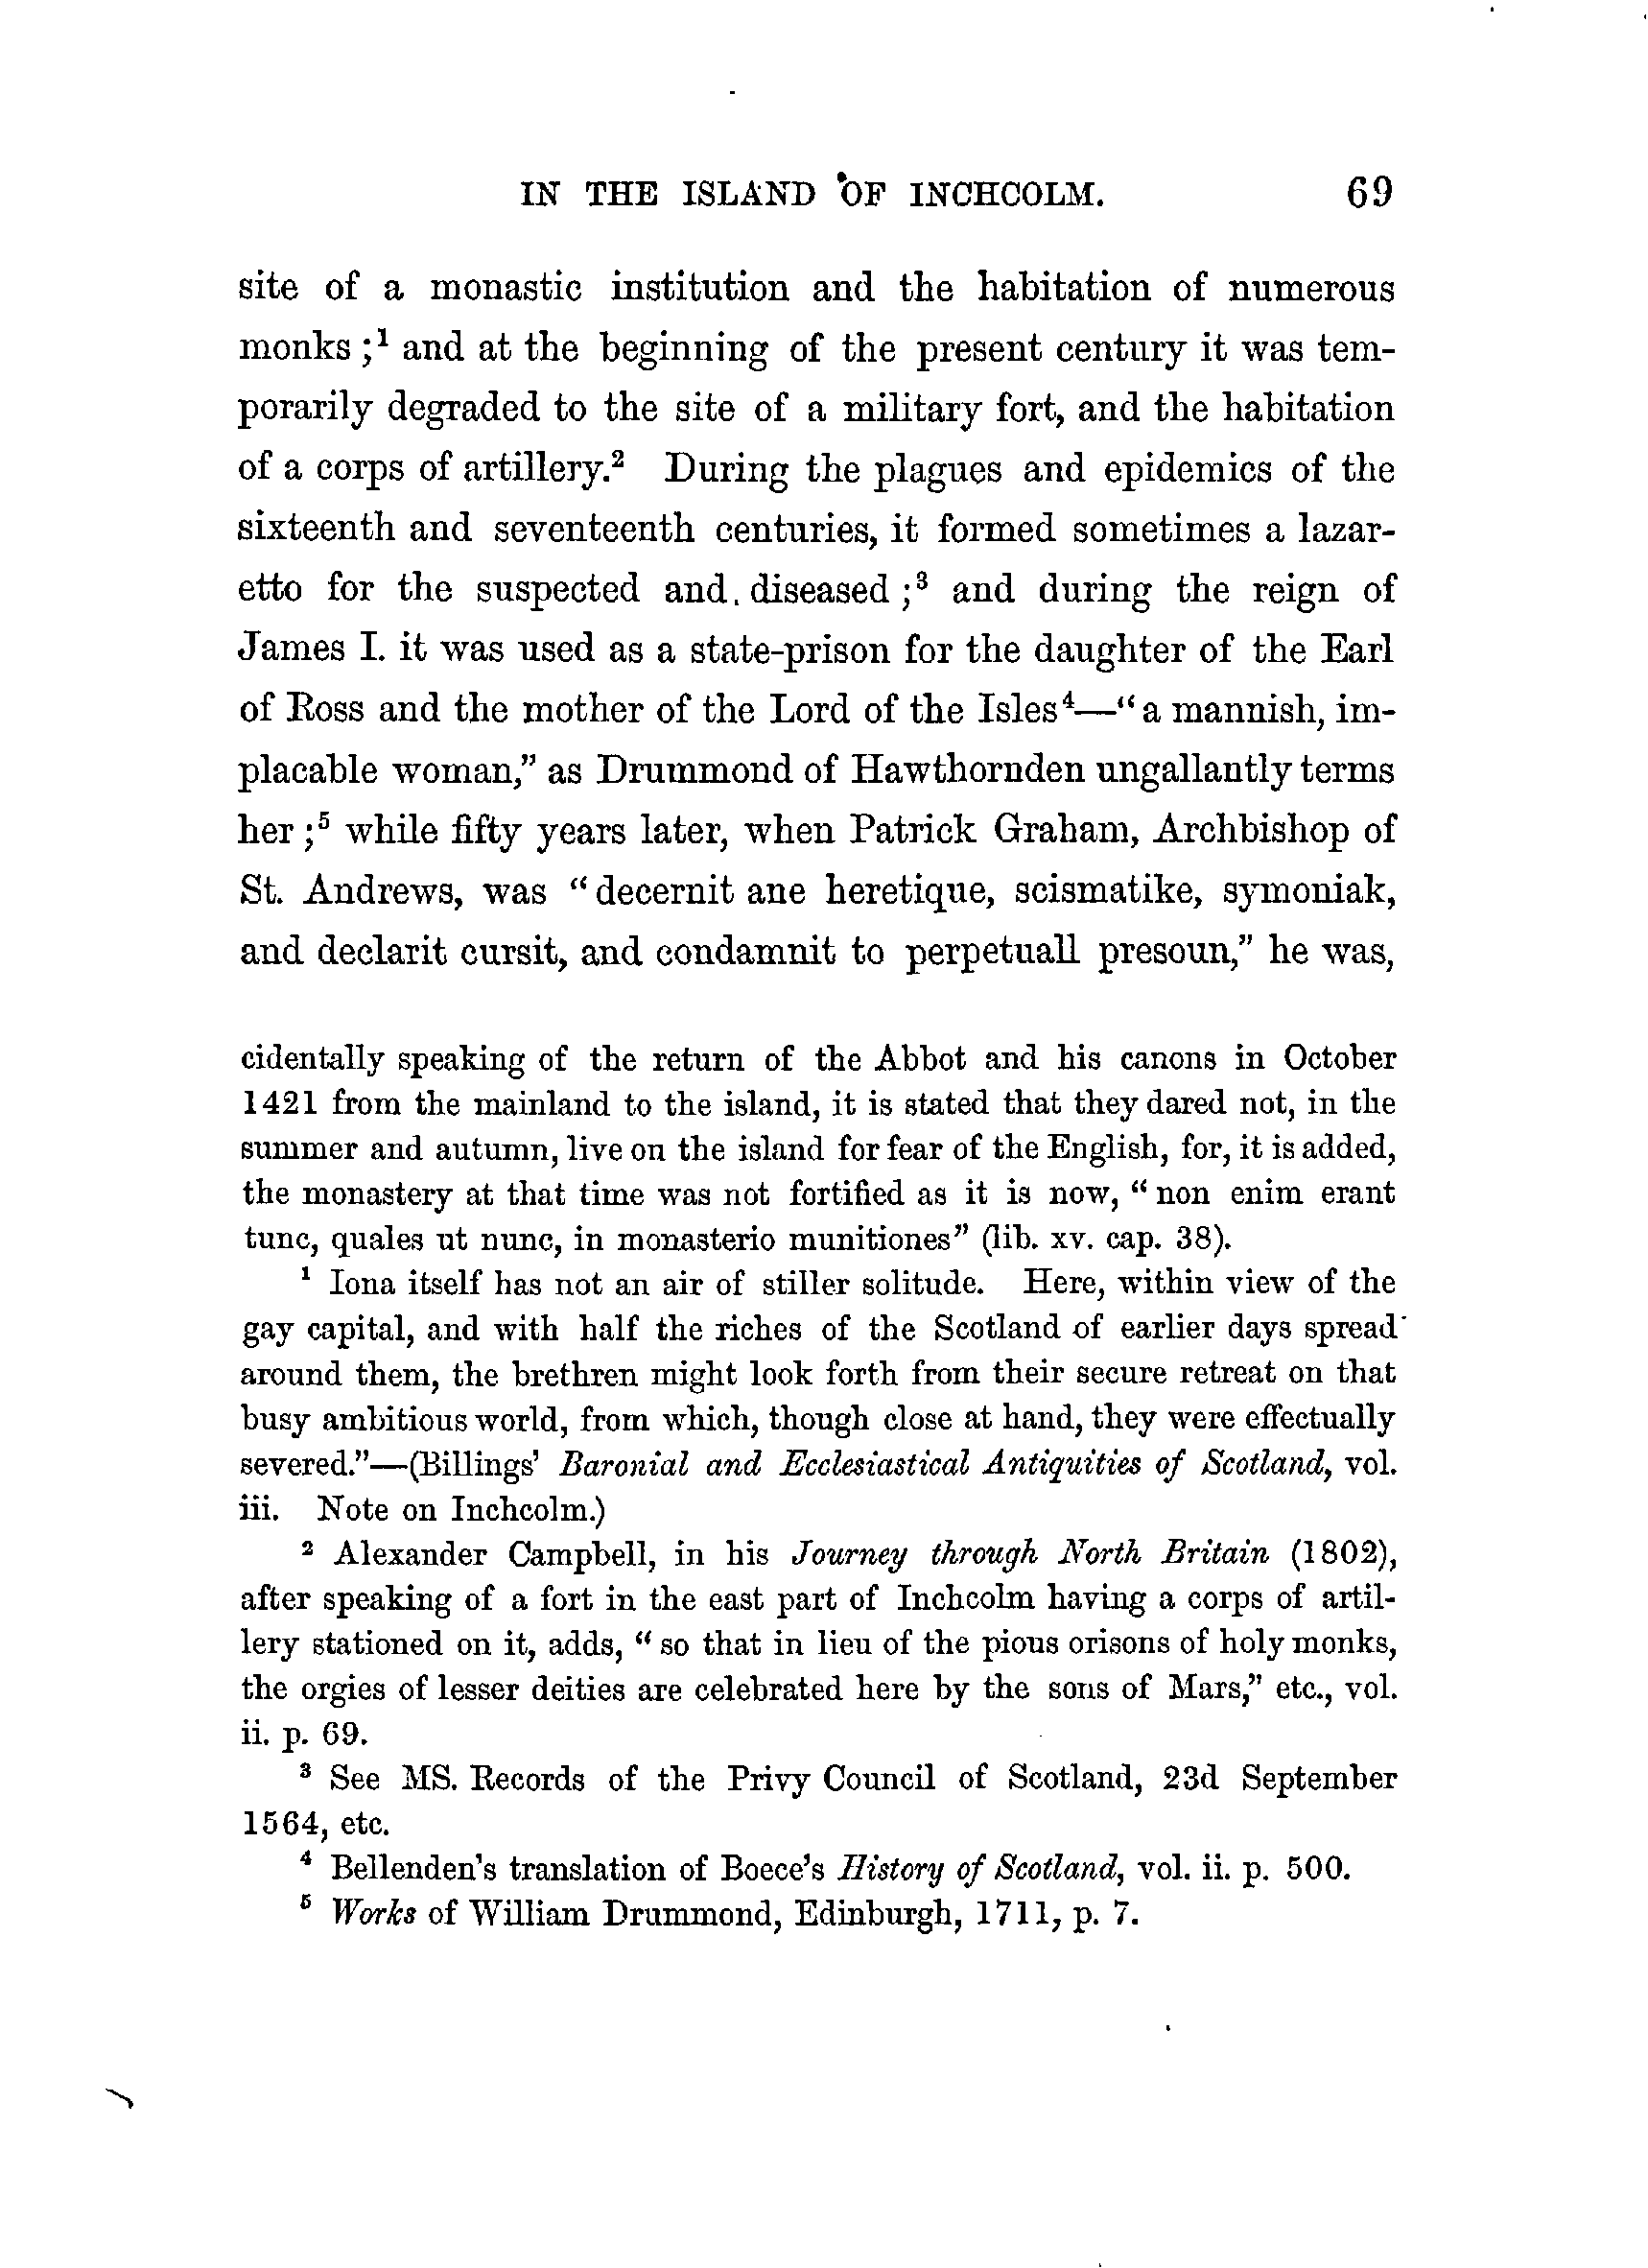 IN THE ISLAND OF INCHCOLM. 69
site of a monastic institution and the habitation of numerous
monks ;¹ and at the beginning of the present century it was tem-
porarily degraded to the site of a military fort, and the habitation
of a corps of artillery.² During the plagues and epidemics of the
sixteenth and seventeenth centuries, it formed sometimes a lazar-
etto for the suspected and diseased ;³ and during the reign of
James I. it was used as a state-prison for the daughter of the Earl
of Ross and the mother of the Lord of the Isles⁴—“a mannish, im-
placable woman,” as Drummond of Hawthornden ungallantly terms
her ;⁵ while fifty years later, when Patrick Graham, Archbishop of
St. Andrews, was “decernit ane heretique, scismatike, symoniak,
and declarit cursit, and condamnit to perpetuall presoun,” he was,
cidentally speaking of the return of the Abbot and his canons in October
1421 from the mainland to the island, it is stated that they dared not, in the
summer and autumn, live on the island for fear of the English, for, it is added,
the monastery at that time was not fortified as it is now, “non enim erant
tunc, quales ut nunc, in monasterio munitiones” (lib. xv. cap. 38).
¹ Iona itself has not an air of stiller solitude. Here, within view of the
gay capital, and with half the riches of the Scotland of earlier days spread
around them, the brethren might look forth from their secure retreat on that
busy ambitious world, from which, though close at hand, they were effectually
severed.”—(Billings’ Baronial and Ecclesiastical Antiquities of Scotland, vol.
iii. Note on Inchcolm.)
² Alexander Campbell, in his Journey through North Britain (1802),
after speaking of a fort in the east part of Inchcolm having a corps of artil-
lery stationed on it, adds, “so that in lieu of the pious orisons of holy monks,
the orgies of lesser deities are celebrated here by the sons of Mars,” etc., vol.
ii. p. 69.
³ See MS. Records of the Privy Council of Scotland, 23d September
1564, etc.
⁴ Bellenden’s translation of Boece’s History of Scotland, vol. ii. p. 500.
⁵ Works of William Drummond, Edinburgh, 1711, p. 7.